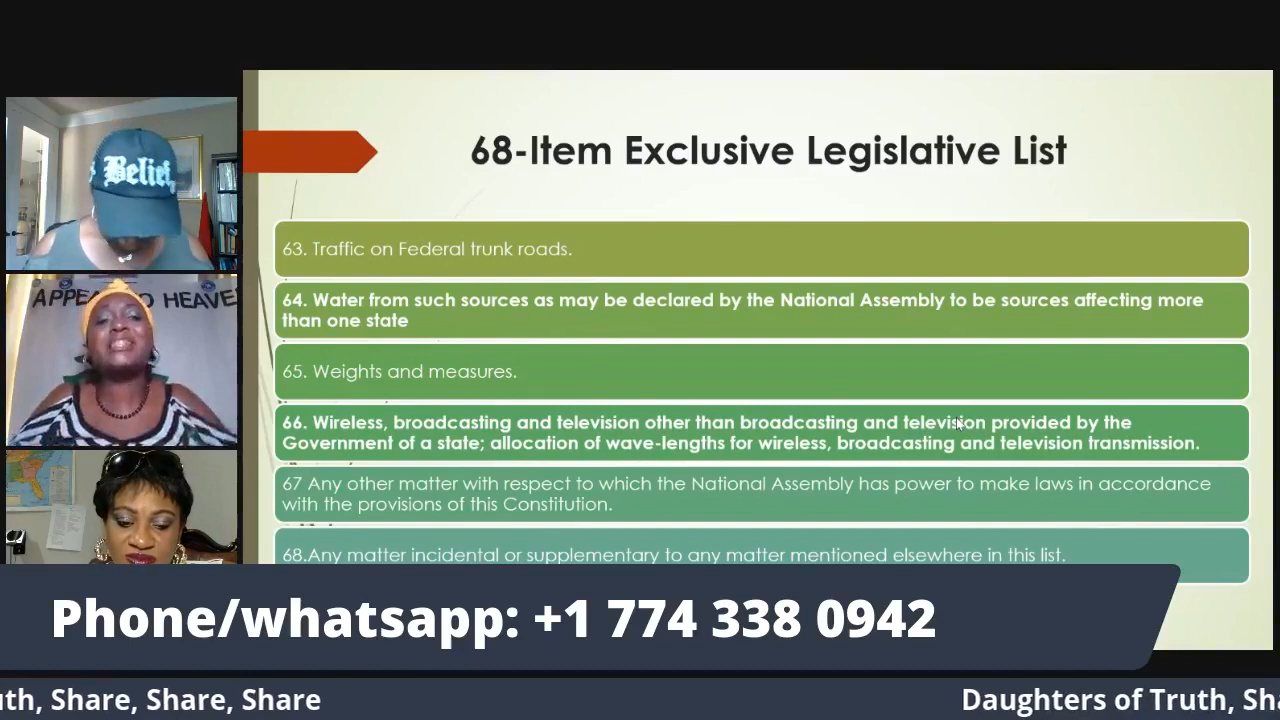 Belief
APPE
O HEAVE
68-Item Exclusive Legislative List
63. Traffic on Federal trunk roads.
64. Water from such sources as may be declared by the National Assembly to be sources affecting more
than one state
65. Weights and measures.
66. Wireless, broadcasting and television other than broadcasting and television provided by the
Government of a state; allocation of wave-lengths for wireless, broadcasting and television transmission.
67 Any other matter with respect to which the National Assembly has power to make laws in accordance
with the provisions of this Constitution.
68.Any matter incidental or supplementary to any matter mentioned elsewhere in this list.
Phone/whatsapp: +1 774 338 0942
uth, Share, Share, Share
Daughters of Truth, Sha